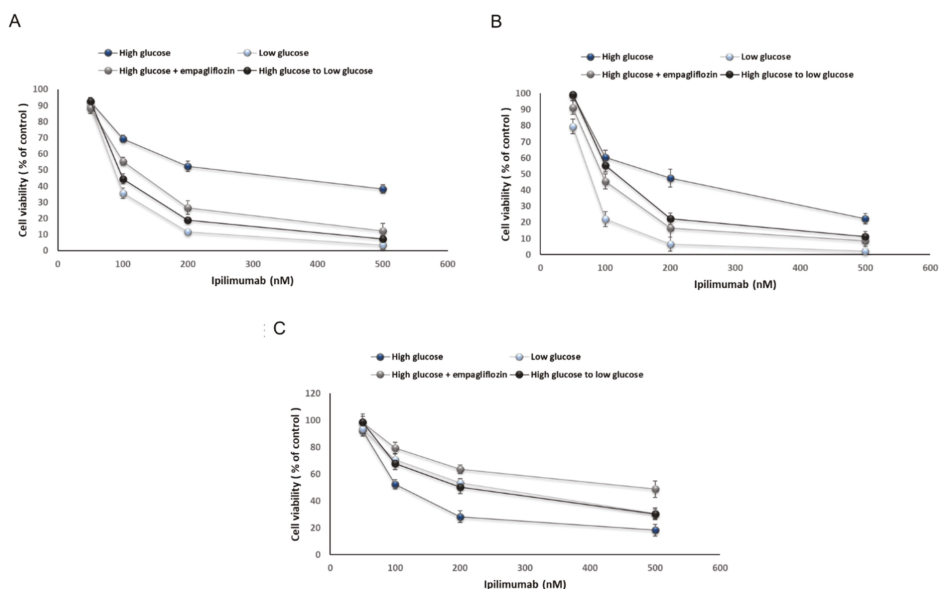 A
High glucose
Low glucose
High glucose + empagliflozin
High glucose to Low glucose
Cell viability ( % of control )
100
90
80
70
60
50
40
30
20
10
0
0 100 200 300 400 500 600
Ipilimumab (nM)
B
High glucose
Low glucose
High glucose + empagliflozin
High glucose to low glucose
Cell viability ( % of control )
100
90
80
70
60
50
40
30
20
10
0
0 100 200 300 400 500 600
Ipilimumab (nM)
C
High glucose
Low glucose
High glucose + empagliflozin
High glucose to low glucose
Cell viability ( % of control )
120
100
80
60
40
20
0
0 100 200 300 400 500 600
Ipilimumab (nM)